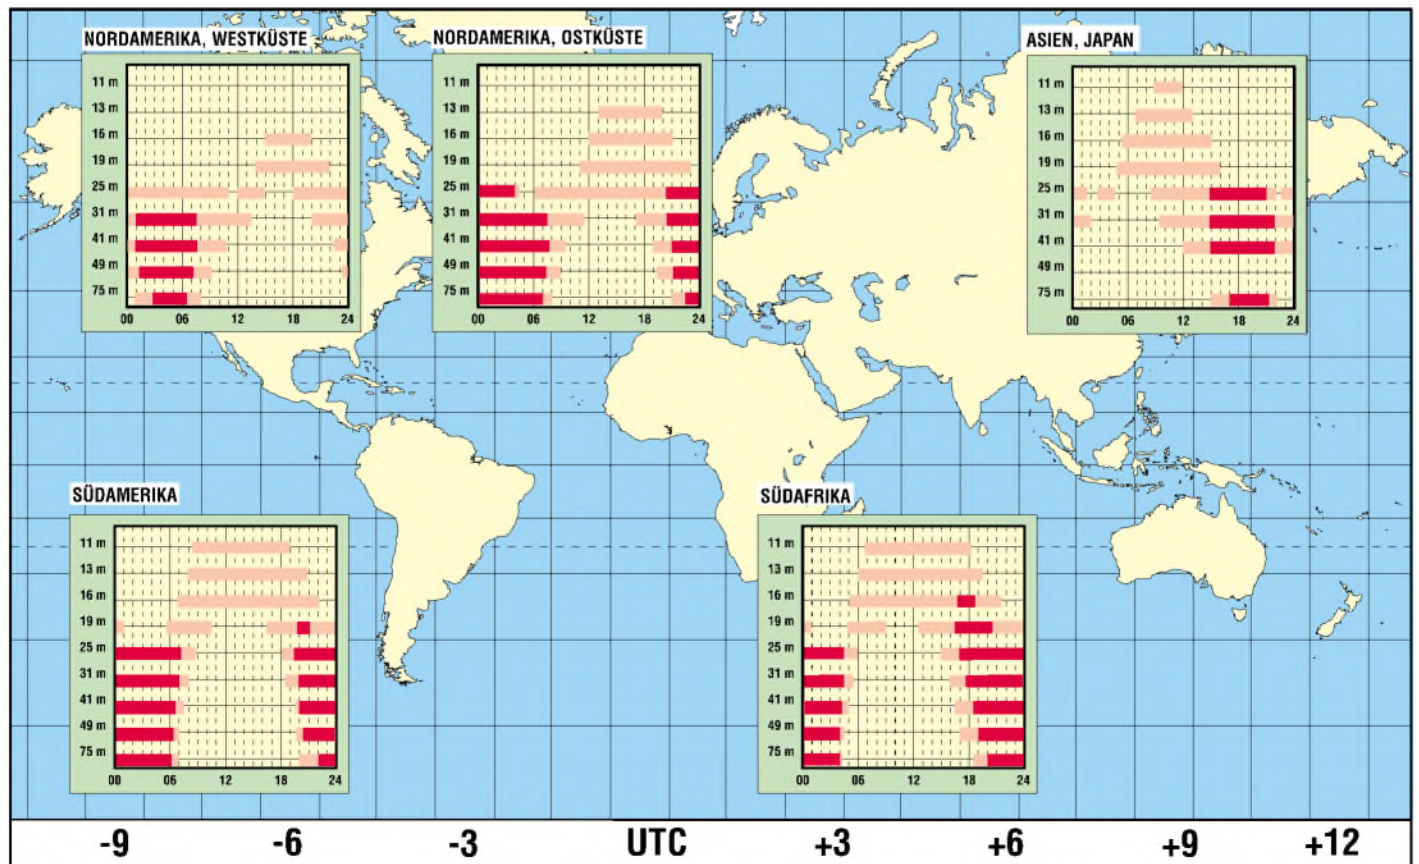 NORDAMERIKA, WESTKÜSTE
11 m
13 m
16 m
19 m
25 m
31 m
41 m
49 m
75 m
00 06 12 18 24
NORDAMERIKA, OSTKÜSTE
11 m
13 m
16 m
19 m
25 m
31 m
41 m
49 m
75 m
00 06 12 18 24
ASIEN, JAPAN
11 m
13 m
16 m
19 m
25 m
31 m
41 m
49 m
75 m
00 06 12 18 24
SÜDAMERIKA
11 m
13 m
16 m
19 m
25 m
31 m
41 m
49 m
75 m
00 06 12 18 24
SÜDAFRIKA
11 m
13 m
16 m
19 m
25 m
31 m
41 m
49 m
75 m
00 06 12 18 24
-9 -6 -3 UTC +3 +6 +9 +12